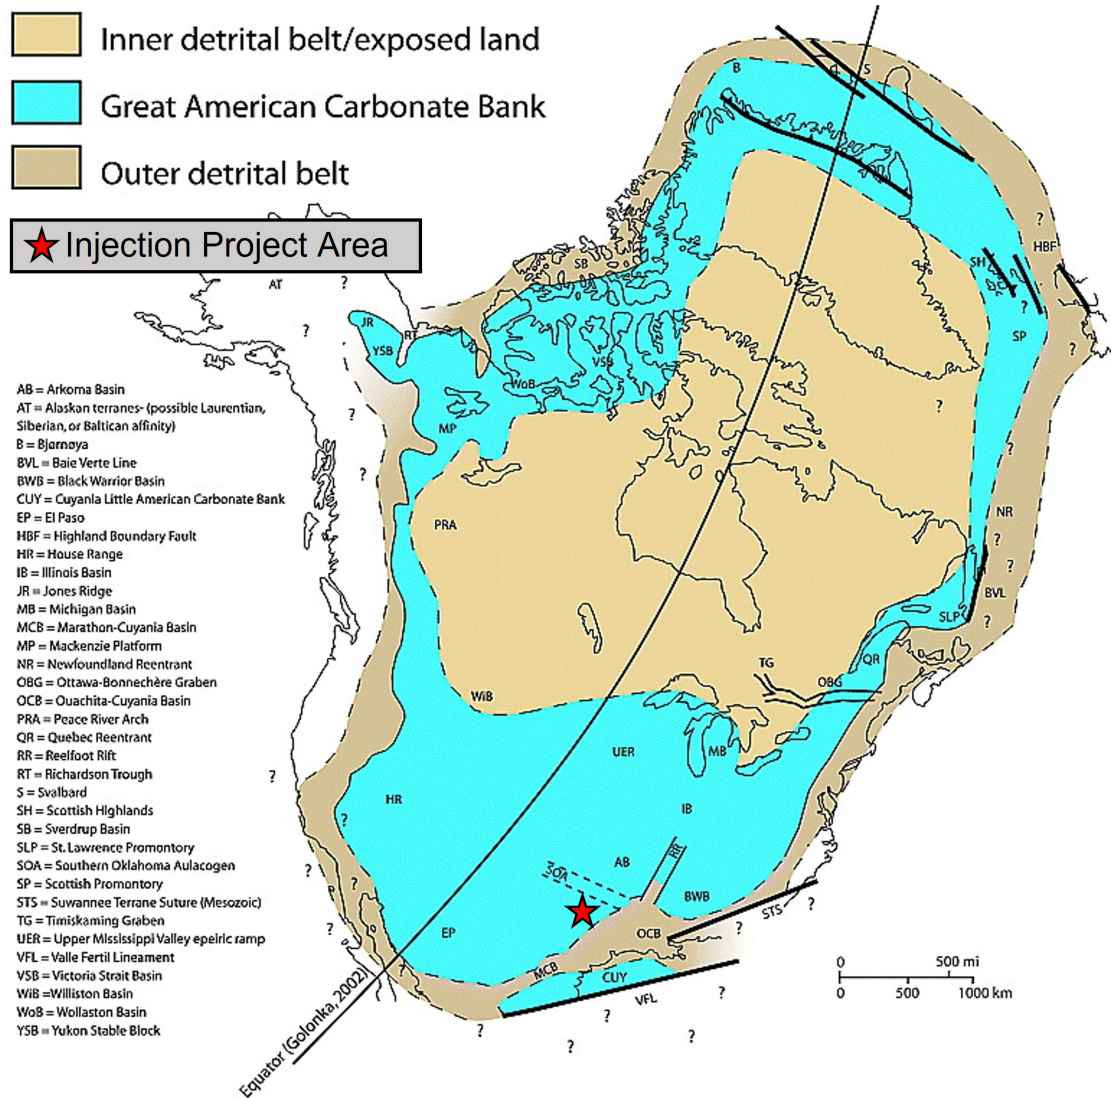 Inner detrital belt/exposed land
Great American Carbonate Bank
Outer detrital belt
Injection Project Area
AB = Arkoma Basin
AT = Alaskan terranes- (possible Laurentian,
Siberian, or Baltican affinity)
B = Bjørnøya
BVL = Baie Verte Line
BWB = Black Warrior Basin
CUY = Cuyania Little American Carbonate Bank
EP = El Paso
HBF = Highland Boundary Fault
HR = House Range
IB = Illinois Basin
JR = Jones Ridge
MB = Michigan Basin
MCB = Marathon-Cuyania Basin
MP = Mackenzie Platform
NR = Newfoundland Reentrant
OBG = Ottawa-Bonnechère Graben
OCB = Ouachita-Cuyania Basin
PRA = Peace River Arch
QR = Quebec Reentrant
RR = Reelfoot Rift
RT = Richardson Trough
S = Svalbard
SH = Scottish Highlands
SB = Sverdrup Basin
SLP = St. Lawrence Promontory
SOA = Southern Oklahoma Aulacogen
SP = Scottish Promontory
STS = Suwannee Terrane Suture (Mesozoic)
TG = Timiskaming Graben
UER = Upper Mississippi Valley epeiric ramp
VFL = Valle Fertil Lineament
VSB = Victoria Strait Basin
WiB =Williston Basin
WoB = Wollaston Basin
YSB = Yukon Stable Block
B
S
?
HBF
SH
SB
AT
?
?
JR
RT
YSB
?
SP
?
VSB
WoB
?
?
MP
?
?
PRA
NR
?
?
BVL
SLP
?
QR
TG
OBG
WiB
UER
MB
?
HR
IB
?
AB
RR
SOA
?
?
BWB
STS
?
?
?
EP
OCB
?
MCB
CUY
VFL
?
?
?
?
?
Equator (Golonka, 2002)
0 500 mi
0 500 1000 km